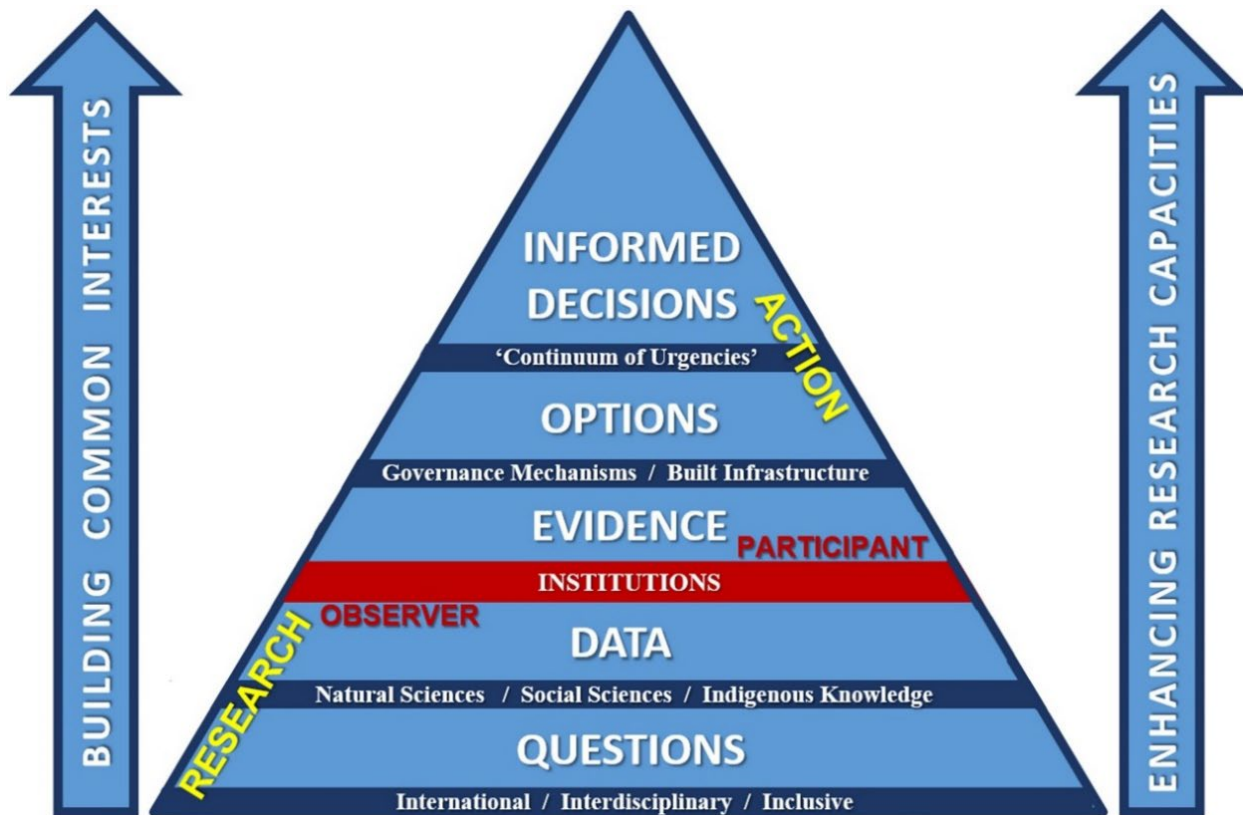 BUILDING COMMON INTERESTS
INFORMED
DECISIONS
ACTION
‘Continuum of Urgencies’
OPTIONS
Governance Mechanisms / Built Infrastructure
EVIDENCE
PARTICIPANT
INSTITUTIONS
OBSERVER
RESEARCH
DATA
Natural Sciences / Social Sciences / Indigenous Knowledge
QUESTIONS
International / Interdisciplinary / Inclusive
ENHANCING RESEARCH CAPACITIES